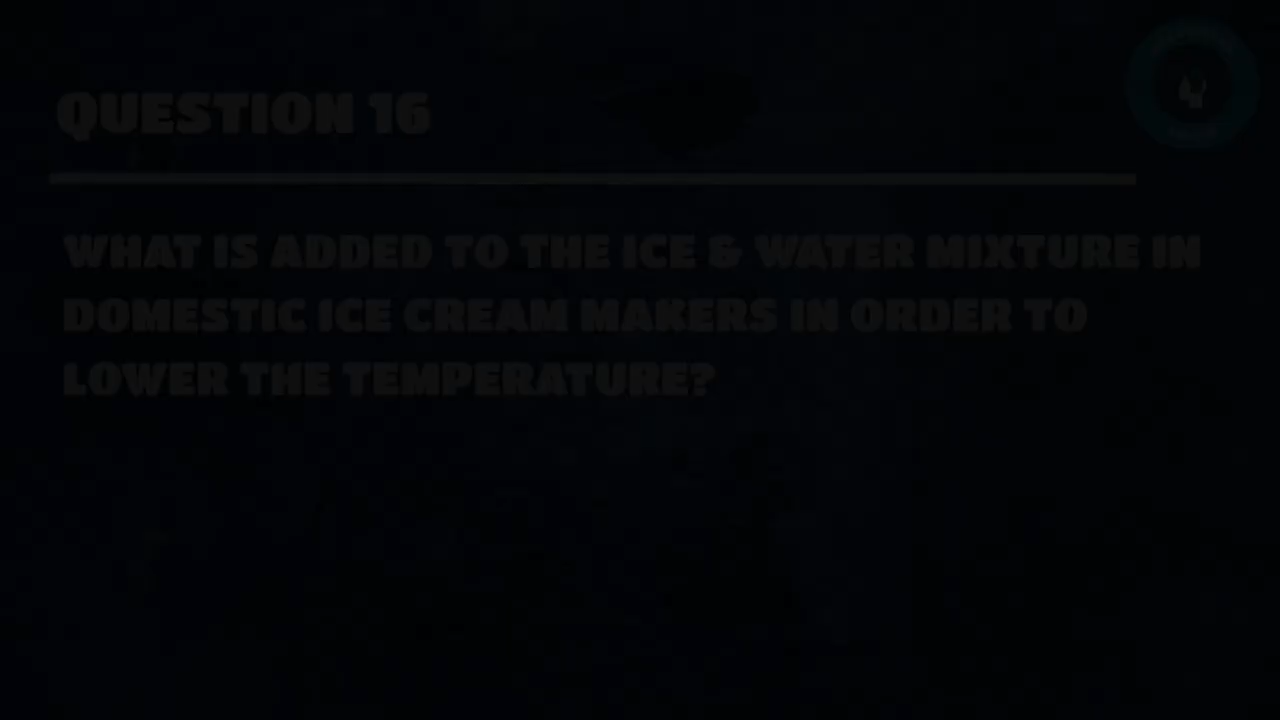 QUESTION 16
WHAT IS ADDED TO THE ICE & WATER MIXTURE IN
DOMESTIC ICE CREAM MAKERS IN ORDER TO
LOWER THE TEMPERATURE?